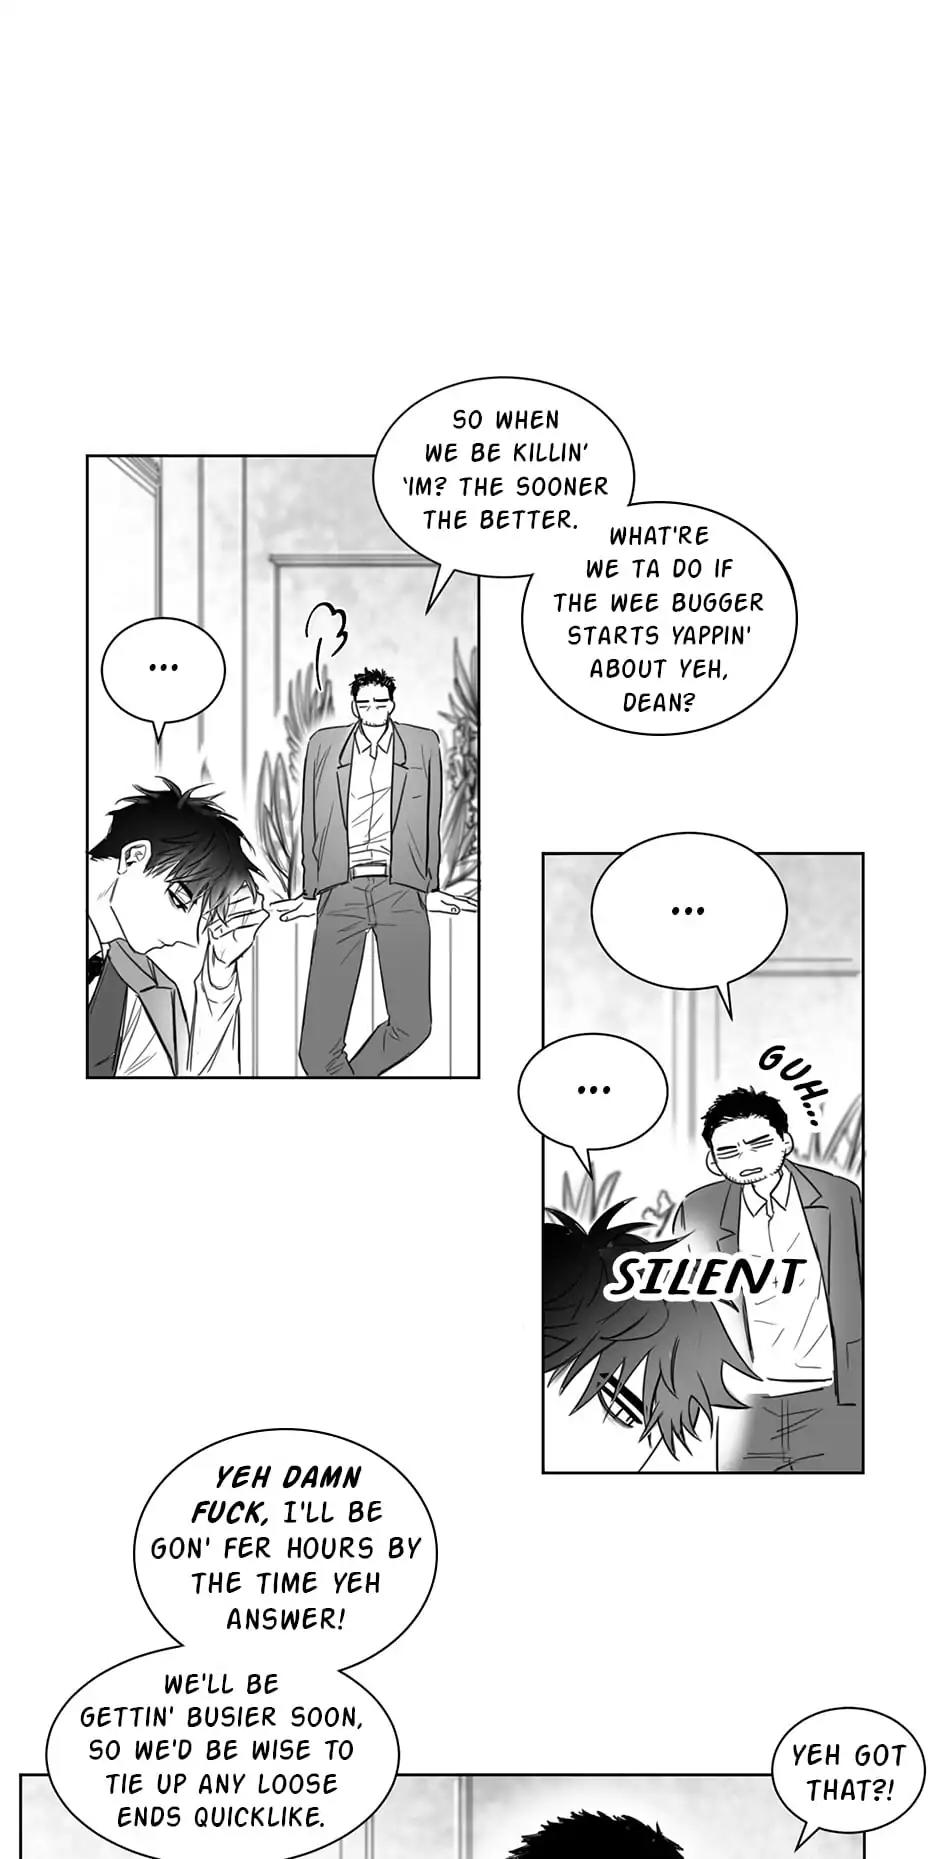 SO WHEN
WE BE KILLIN'
'IM? THE SOONER
THE BETTER.
WHAT'RE
WE TA DO IF
THE WEE BUGGER
STARTS YAPPIN'
ABOUT YEH,
DEAN?
...
...
...
GUH...
SILENT
YEH DAMN
FUCK, I'LL BE
GON' FER HOURS BY
THE TIME YEH
ANSWER!
WE'LL BE
GETTIN' BUSIER SOON,
SO WE'D BE WISE TO
TIE UP ANY LOOSE
ENDS QUICKLIKE.
YEH GOT
THAT?!